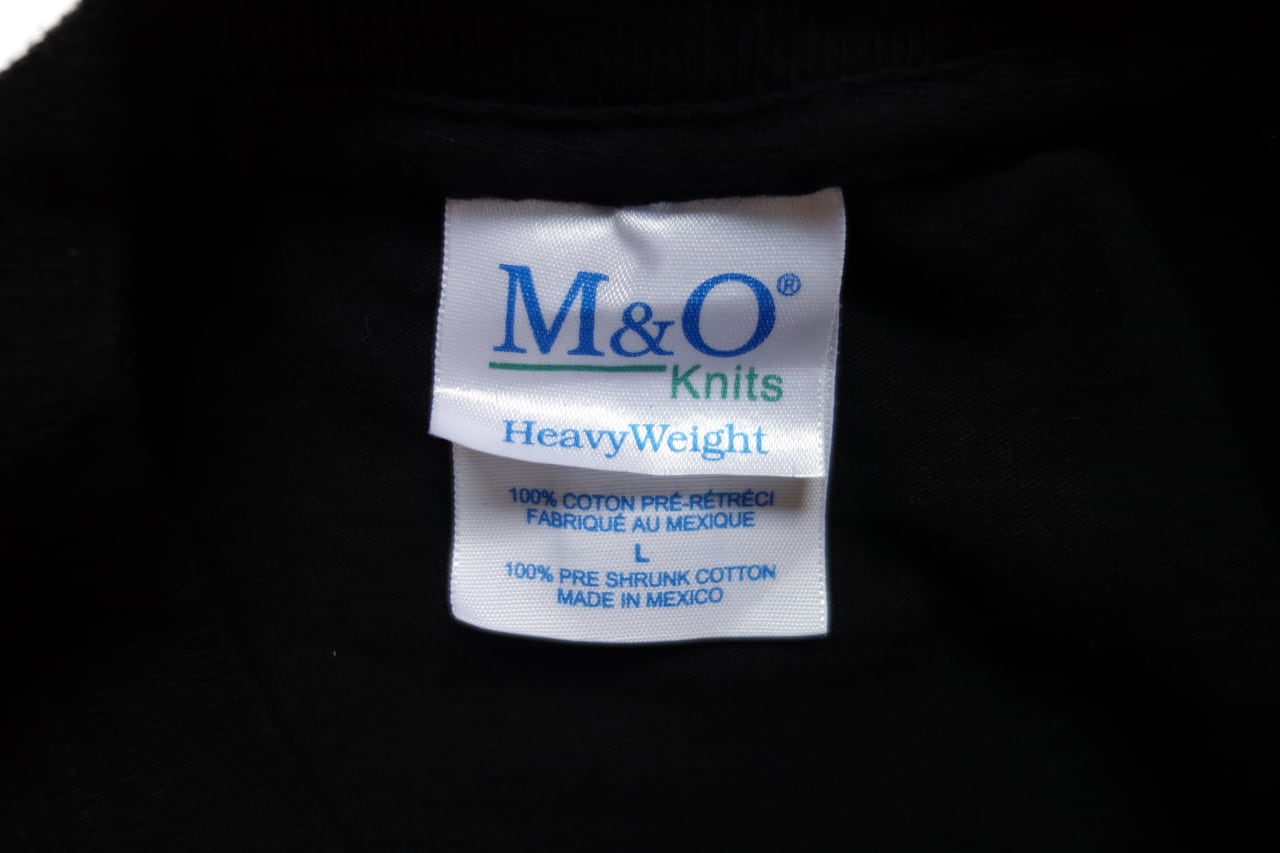 M&O®
Knits
HeavyWeight
100% COTON PRÉ-RÉTRÉCI
FABRIQUÉ AU MEXIQUE
L
100% PRE SHRUNK COTTON
MADE IN MEXICO